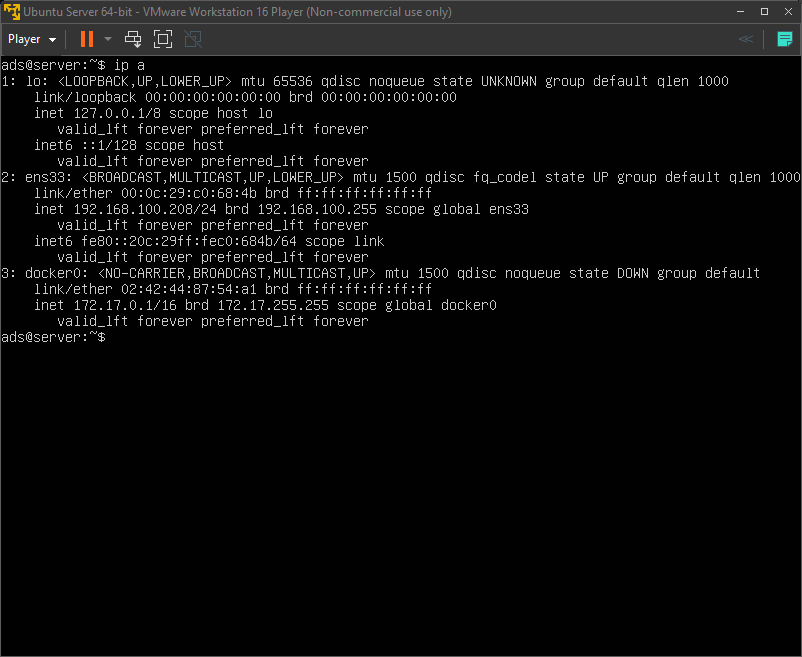 Ubuntu Server 64-bit - VMware Workstation 16 Player (Non-commercial use only)
Player
ads@server:~$ ip a
1: lo: <LOOPBACK,UP,LOWER_UP> mtu 65536 qdisc noqueue state UNKNOWN group default qlen 1000
    link/loopback 00:00:00:00:00:00 brd 00:00:00:00:00:00
    inet 127.0.0.1/8 scope host lo
       valid_lft forever preferred_lft forever
    inet6 ::1/128 scope host
       valid_lft forever preferred_lft forever
2: ens33: <BROADCAST,MULTICAST,UP,LOWER_UP> mtu 1500 qdisc fq_codel state UP group default qlen 1000
    link/ether 00:0c:29:c0:68:4b brd ff:ff:ff:ff:ff:ff
    inet 192.168.100.208/24 brd 192.168.100.255 scope global ens33
       valid_lft forever preferred_lft forever
    inet6 fe80::20c:29ff:fec0:684b/64 scope link
       valid_lft forever preferred_lft forever
3: docker0: <NO-CARRIER,BROADCAST,MULTICAST,UP> mtu 1500 qdisc noqueue state DOWN group default
    link/ether 02:42:44:87:54:a1 brd ff:ff:ff:ff:ff:ff
    inet 172.17.0.1/16 brd 172.17.255.255 scope global docker0
       valid_lft forever preferred_lft forever
ads@server:~$